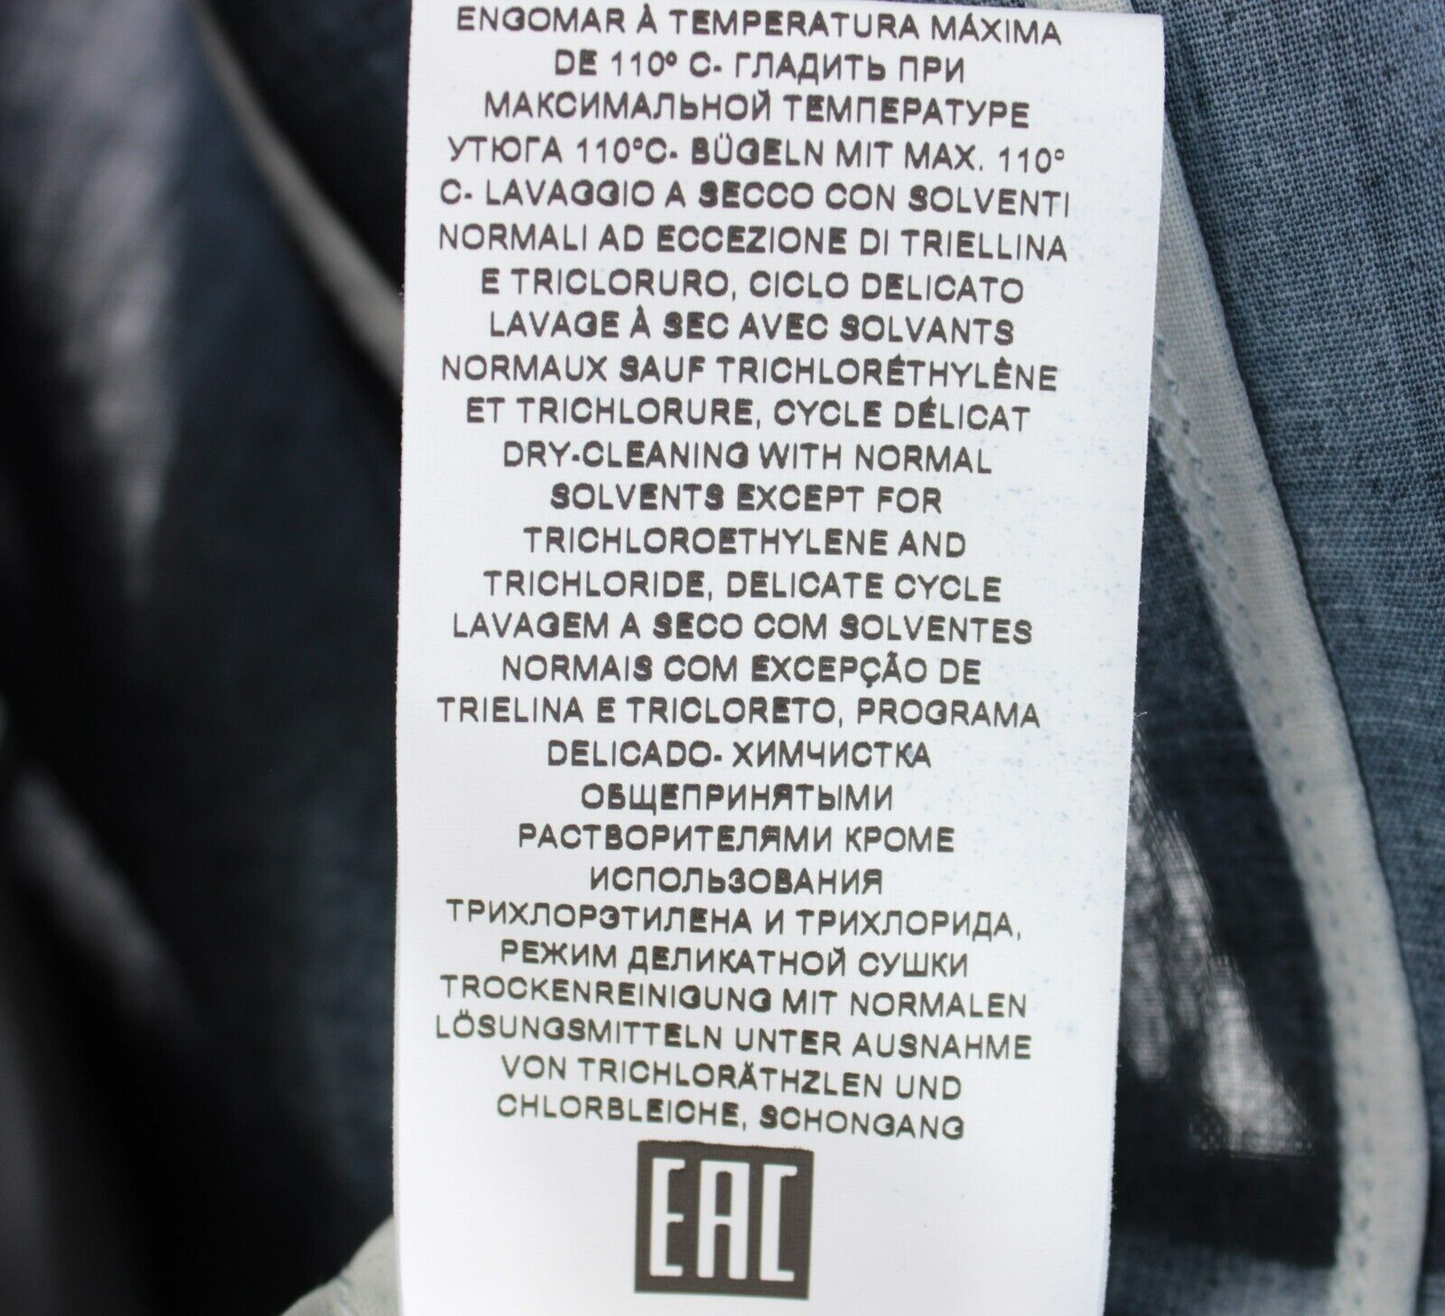 ENGOMAR À TEMPERATURA MÁXIMA
DE 110º C- ГЛАДИТЬ ПРИ
МАКСИМАЛЬНОЙ ТЕМПЕРАТУРЕ
УТЮГА 110°C- BÜGELN MIT MAX. 110°
C- LAVAGGIO A SECCO CON SOLVENTI
NORMALI AD ECCEZIONE DI TRIELLINA
E TRICLORURO, CICLO DELICATO
LAVAGE À SEC AVEC SOLVANTS
NORMAUX SAUF TRICHLORÉTHYLÈNE
ET TRICHLORURE, CYCLE DÉLICAT
DRY-CLEANING WITH NORMAL
SOLVENTS EXCEPT FOR
TRICHLOROETHYLENE AND
TRICHLORIDE, DELICATE CYCLE
LAVAGEM A SECO COM SOLVENTES
NORMAIS COM EXCEPÇÃO DE
TRIELINA E TRICLORETO, PROGRAMA
DELICADO- ХИМЧИСТКА
ОБЩЕПРИНЯТЫМИ
РАСТВОРИТЕЛЯМИ КРОМЕ
ИСПОЛЬЗОВАНИЯ
ТРИХЛОРЭТИЛЕНА И ТРИХЛОРИДА,
РЕЖИМ ДЕЛИКАТНОЙ СУШКИ
TROCKENREINIGUNG MIT NORMALEN
LÖSUNGSMITTELN UNTER AUSNAHME
VON TRICHLORÄTHZLEN UND
CHLORBLEICHE, SCHONGANG
EAC